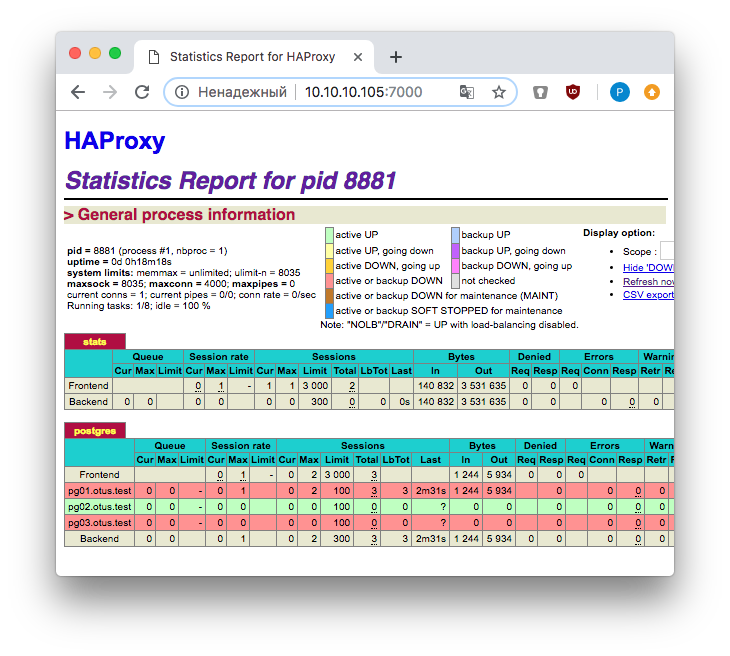 Statistics Report for HAProxy
Ненадежный 10.10.10.105:7000
HAProxy
Statistics Report for pid 8881
> General process information
pid = 8881 (process #1, nbproc = 1)
uptime = 0d 0h18m18s
system limits: memmax = unlimited; ulimit-n = 8035
maxsock = 8035; maxconn = 4000; maxpipes = 0
current conns = 1; current pipes = 0/0; conn rate = 0/sec
Running tasks: 1/8; idle = 100 %
active UP backup UP
active UP, going down backup UP, going down
active DOWN, going up backup DOWN, going up
active or backup DOWN not checked
active or backup DOWN for maintenance (MAINT)
active or backup SOFT STOPPED for maintenance
Note: "NOLB"/"DRAIN" = UP with load-balancing disabled.
Display option:
Scope :
Hide 'DOW
Refresh nov
CSV export
stats
Queue Session rate Sessions Bytes Denied Errors Warni
Cur Max Limit Cur Max Limit Cur Max Limit Total LbTot Last In Out Req Resp Req Conn Resp Retr R
Frontend 0 1 - 1 1 3 000 2 140 832 3 531 635 0 0 0
Backend 0 0 0 0 300 0 0 0s 140 832 3 531 635 0 0 0 0 0
postgres
Queue Session rate Sessions Bytes Denied Errors Warn
Cur Max Limit Cur Max Limit Cur Max Limit Total LbTot Last In Out Req Resp Req Conn Resp Retr R
Frontend 0 1 - 0 2 3 000 3 1 244 5 934 0 0 0
pg01.otus.test 0 0 - 0 1 0 2 100 3 3 2m31s 1 244 5 934 0 0 0 0
pg02.otus.test 0 0 - 0 0 0 0 100 0 0 ? 0 0 0 0 0 0
pg03.otus.test 0 0 - 0 0 0 0 100 0 0 ? 0 0 0 0 0 0
Backend 0 0 0 1 0 2 300 3 3 2m31s 1 244 5 934 0 0 0 0 0